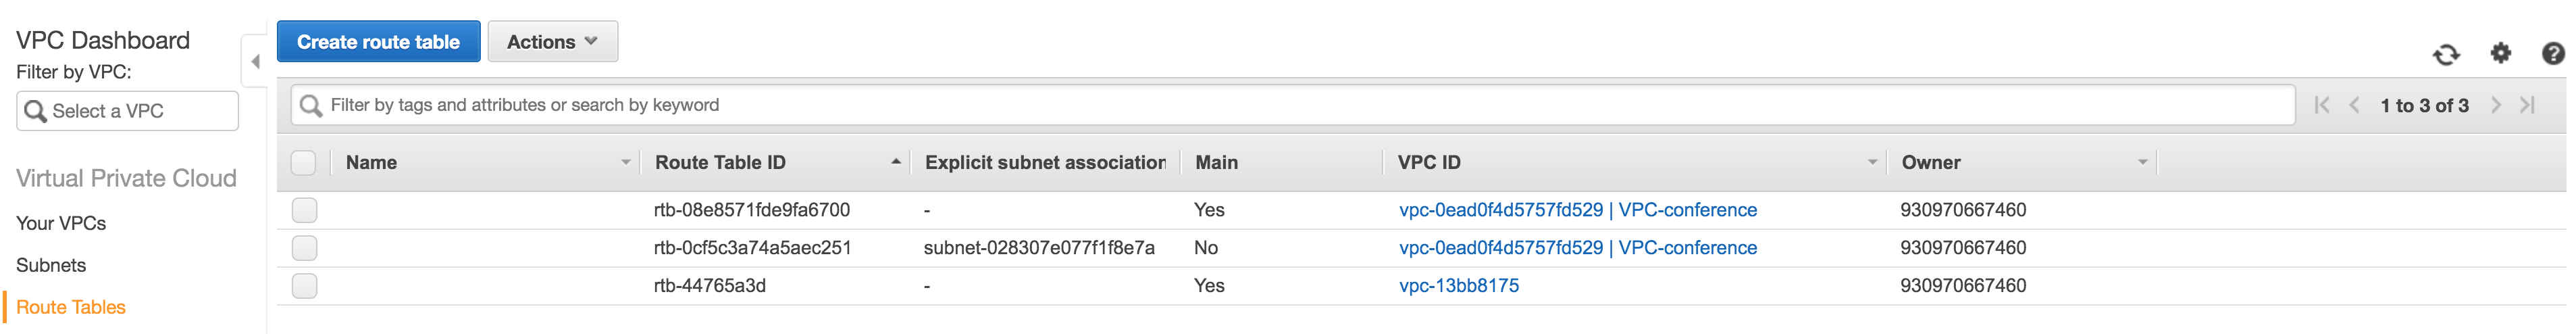 VPC Dashboard
Filter by VPC:
Select a VPC
Virtual Private Cloud
Your VPCs
Subnets
Route Tables
Create route table Actions
Filter by tags and attributes or search by keyword 1 to 3 of 3
Name Route Table ID Explicit subnet association Main VPC ID Owner
rtb-08e8571fde9fa6700 - Yes vpc-0ead0f4d5757fd529 | VPC-conference 930970667460
rtb-0cf5c3a74a5aec251 subnet-028307e077f1f8e7a No vpc-0ead0f4d5757fd529 | VPC-conference 930970667460
rtb-44765a3d - Yes vpc-13bb8175 930970667460